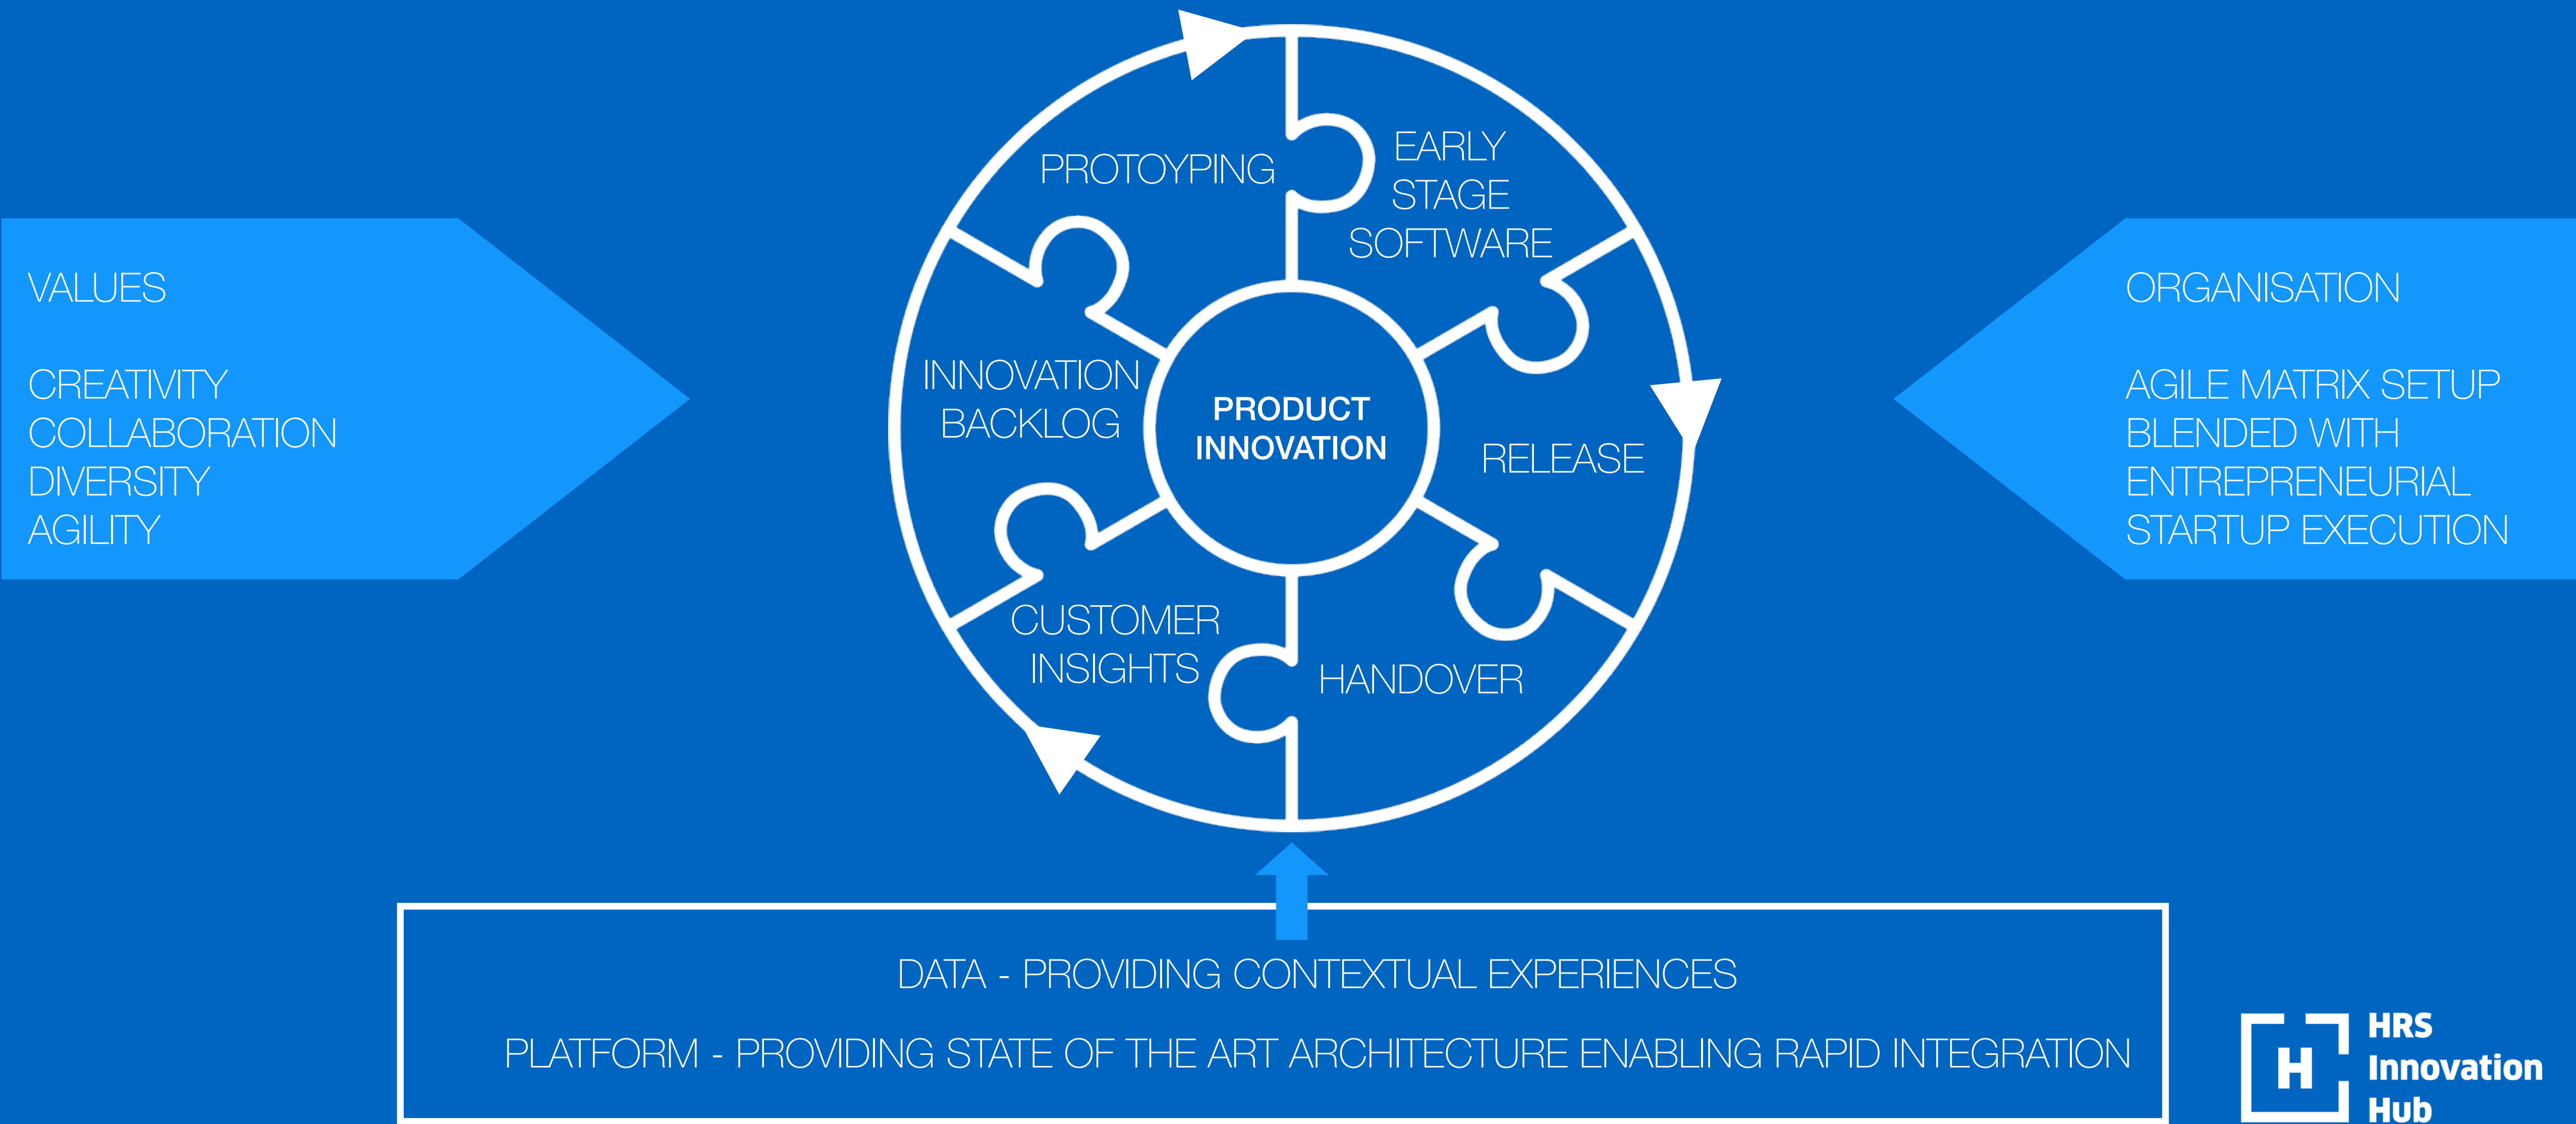 VALUES
CREATIVITY
COLLABORATION
DIVERSITY
AGILITY
PROTOYPING
EARLY
STAGE
SOFTWARE
INNOVATION
BACKLOG
PRODUCT
INNOVATION
RELEASE
CUSTOMER
INSIGHTS
HANDOVER
ORGANISATION
AGILE MATRIX SETUP
BLENDED WITH
ENTREPRENEURIAL
STARTUP EXECUTION
DATA - PROVIDING CONTEXTUAL EXPERIENCES
PLATFORM - PROVIDING STATE OF THE ART ARCHITECTURE ENABLING RAPID INTEGRATION
H
HRS
Innovation
Hub